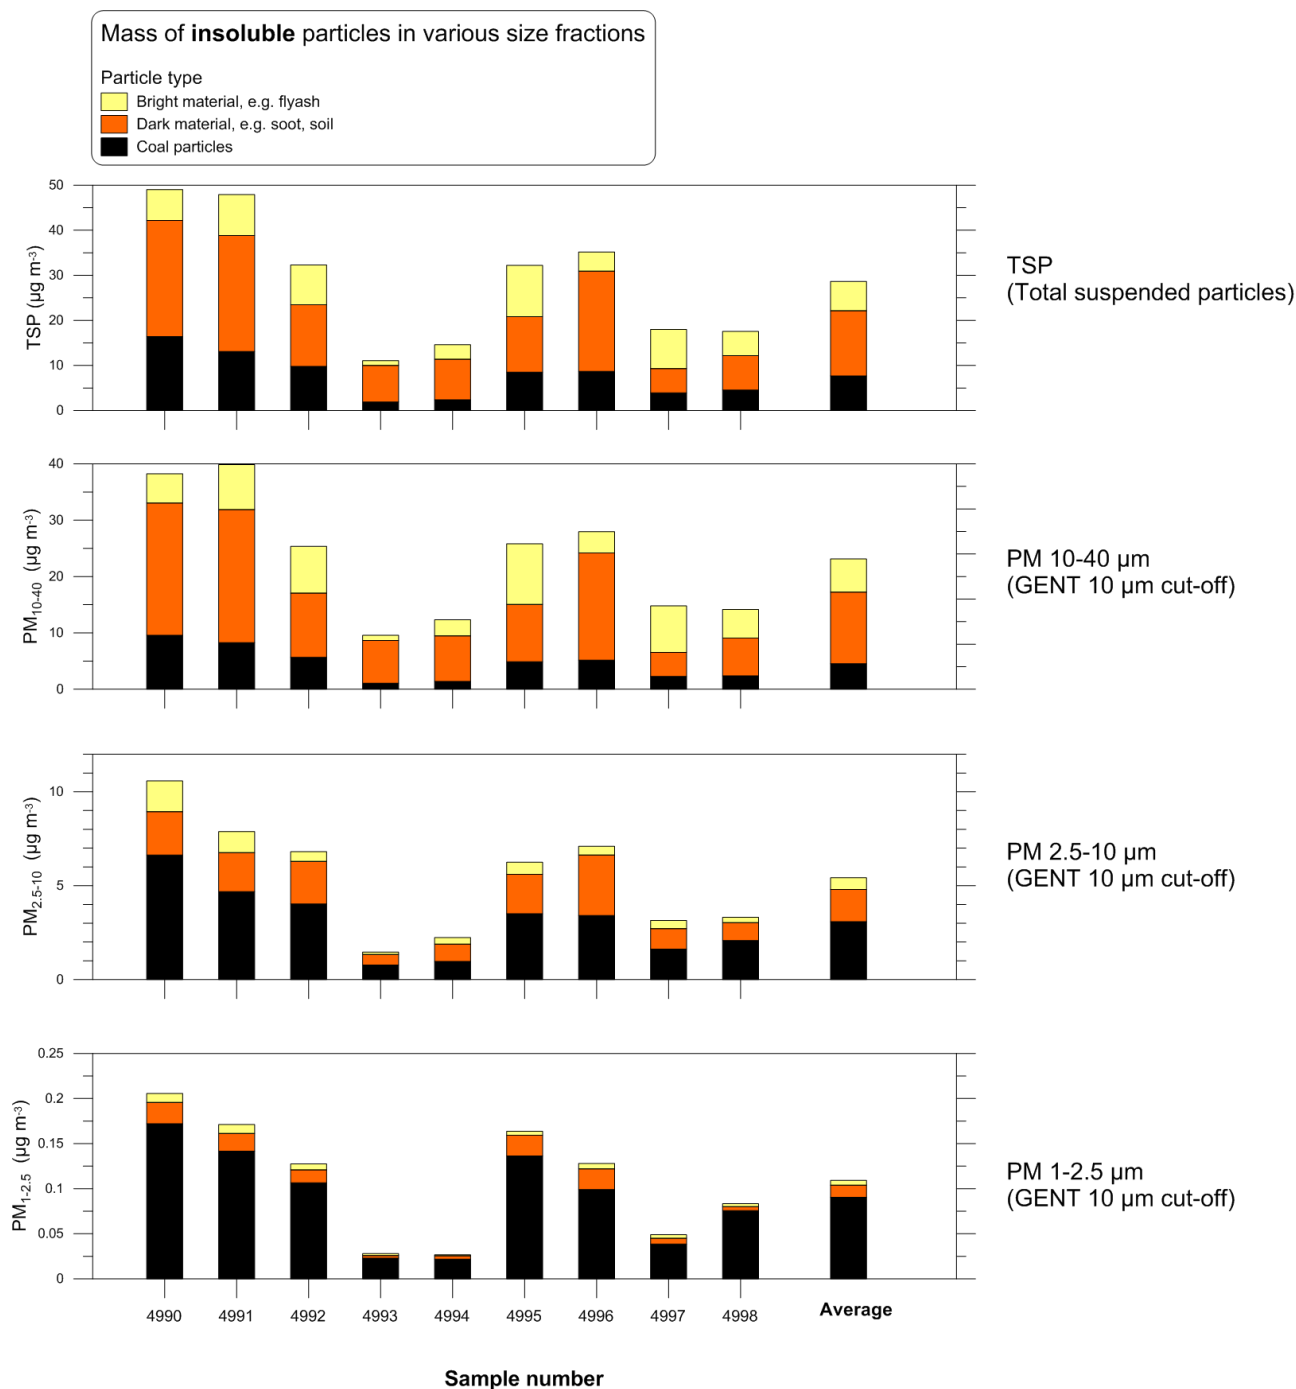 Mass of insoluble particles in various size fractions
Particle type
Bright material, e.g. flyash
Dark material, e.g. soot, soil
Coal particles
50
40
30
20
10
0
TSP (µg m-3)
TSP
(Total suspended particles)
40
30
20
10
0
PM10-40 (µg m-3)
PM 10-40 µm
(GENT 10 µm cut-off)
10
5
0
PM2.5-10 (µg m-3)
PM 2.5-10 µm
(GENT 10 µm cut-off)
0.25
0.2
0.15
0.1
0.05
0
PM1-2.5 (µg m-3)
PM 1-2.5 µm
(GENT 10 µm cut-off)
4990 4991 4992 4993 4994 4995 4996 4997 4998 Average
Sample number